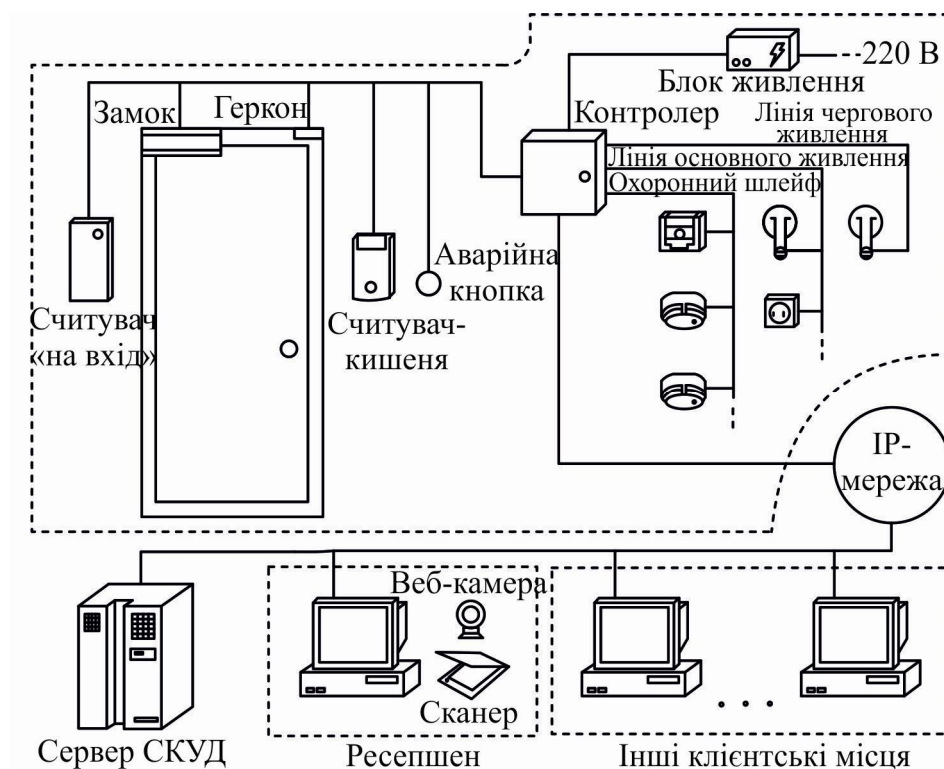 220 В
Блок живлення
Замок
Геркон
Контролер
Лінія чергового
живлення
Лінія основного живлення
Охоронний шлейф
Считувач
«на вхід»
Считувач-
кишеня
Аварійна
кнопка
IP-
мережа
Веб-камера
Сканер
Сервер СКУД
Ресепшен
Інші клієнтські місця